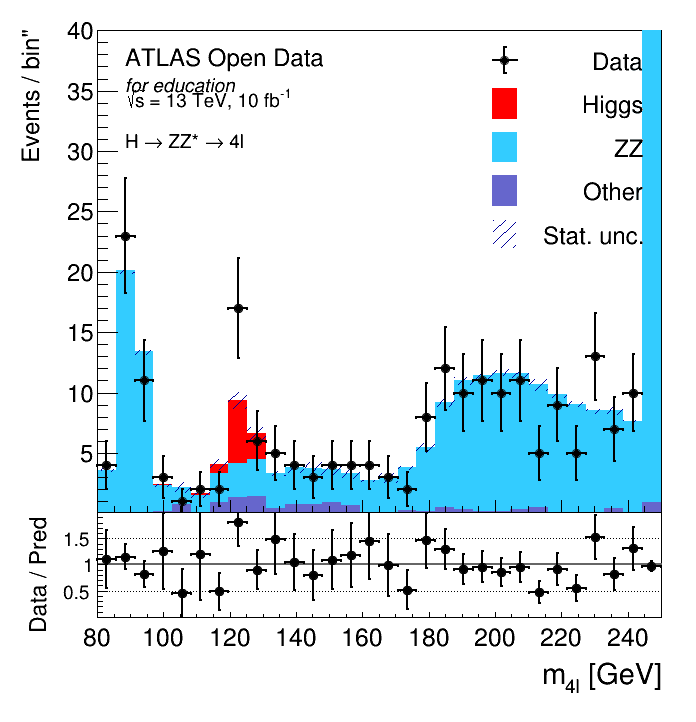 40
35
30
25
20
15
10
5
Events / bin"
ATLAS Open Data
for education
√s = 13 TeV, 10 fb⁻¹
H → ZZ* → 4l
Data
Higgs
ZZ
Other
Stat. unc.
1.5
1
0.5
Data / Pred
80 100 120 140 160 180 200 220 240
m4l [GeV]